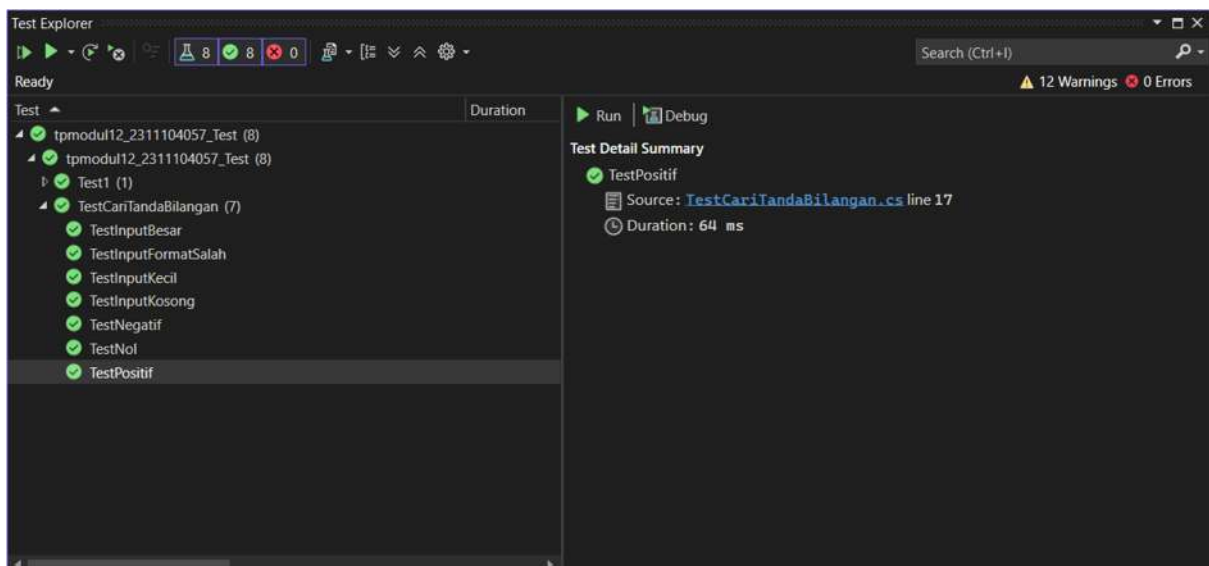 Test Explorer
8 8 0
Search (Ctrl+I)
Ready
12 Warnings 0 Errors
Test Duration
tpmodul12_2311104057_Test (8)
tpmodul12_2311104057_Test (8)
Test1 (1)
TestCariTandaBilangan (7)
TestInputBesar
TestInputFormatSalah
TestInputKecil
TestInputKosong
TestNegatif
TestNol
TestPositif
Run Debug
Test Detail Summary
TestPositif
Source: TestCariTandaBilangan.cs line 17
Duration: 64 ms